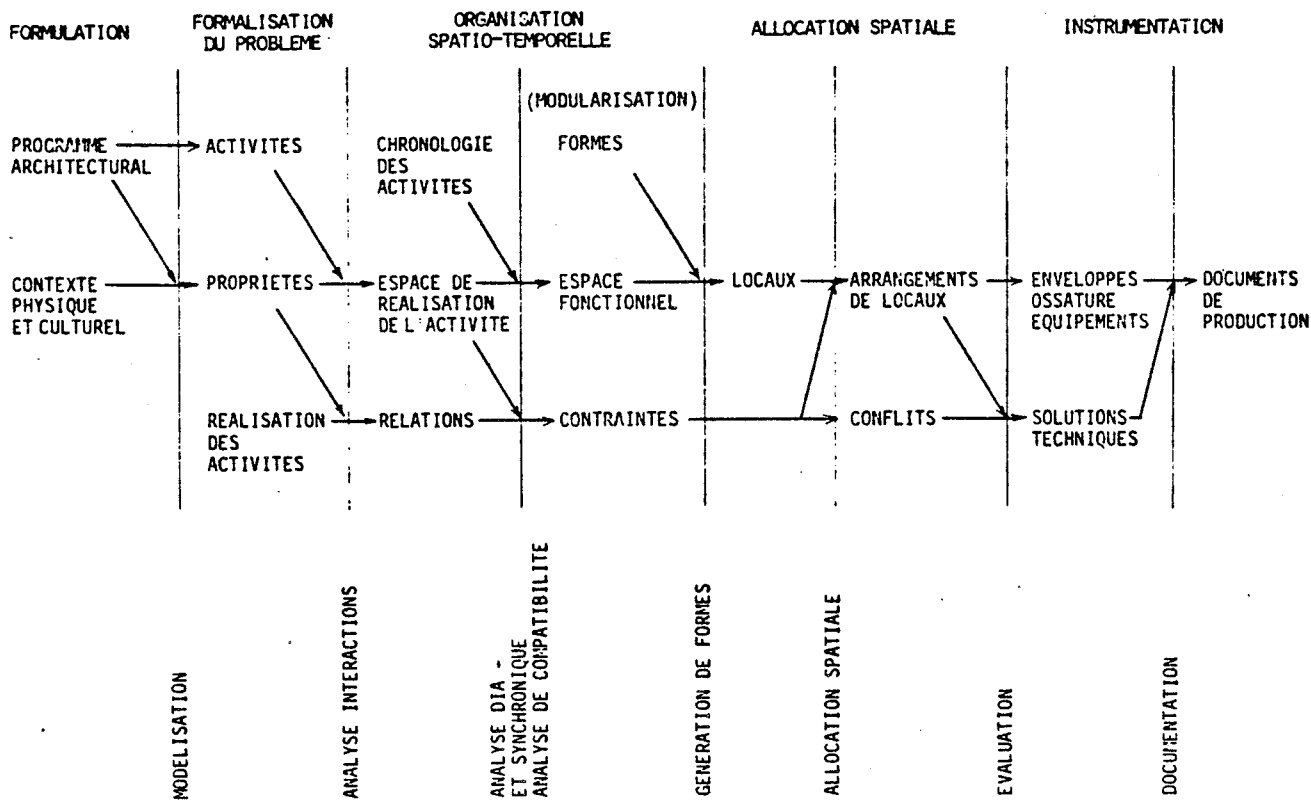 FORMULATION
FORMALISATION
DU PROBLEME
ORGANISATION
SPATIO-TEMPORELLE
ALLOCATION SPATIALE
INSTRUMENTATION
(MODULARISATION)
PROGRAMME
ARCHITECTURAL
ACTIVITES
CHRONOLOGIE
DES
ACTIVITES
FORMES
CONTEXTE
PHYSIQUE
ET CULTUREL
PROPRIETES
ESPACE DE
REALISATION
DE L'ACTIVITE
ESPACE
FONCTIONNEL
LOCAUX
ARRANGEMENTS
DE LOCAUX
ENVELOPPES
OSSATURE
EQUIPEMENTS
DOCUMENTS
DE
PRODUCTION
REALISATION
DES
ACTIVITES
RELATIONS
CONTRAINTES
CONFLITS
SOLUTIONS
TECHNIQUES
MODELISATION
ANALYSE INTERACTIONS
ANALYSE DIA -
ET SYNCHRONIQUE
ANALYSE DE COMPATIBILITE
GENERATION DE FORMES
ALLOCATION SPATIALE
EVALUATION
DOCUMENTATION